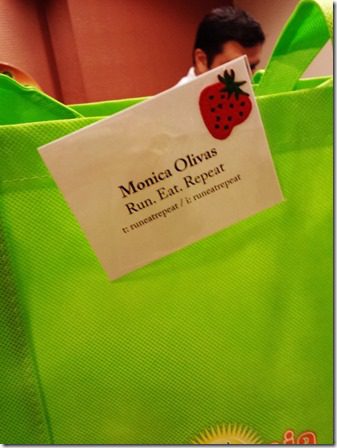 Monica Olivas
Run. Eat. Repeat
t: runeatrepeat / i: runeatrepeat